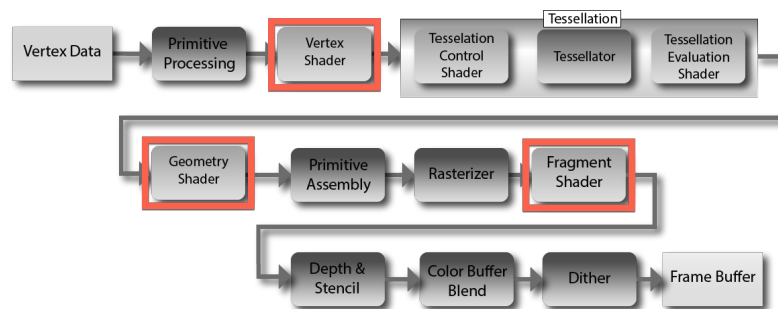 Tessellation
Vertex Data
Primitive
Processing
Vertex
Shader
Tesselation
Control
Shader
Tessellator
Tessellation
Evaluation
Shader
Geometry
Shader
Primitive
Assembly
Rasterizer
Fragment
Shader
Depth &
Stencil
Color Buffer
Blend
Dither
Frame Buffer